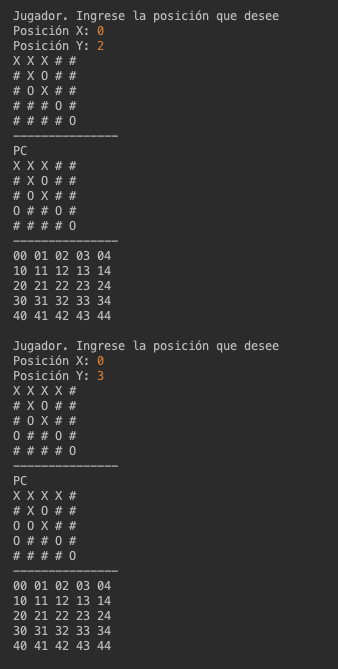 Jugador. Ingrese la posición que desee
Posición X: 0
Posición Y: 2
X X X # #
# X O # #
# O X # #
# # # O #
# # # # O
---------------
PC
X X X # #
# X O # #
# O X # #
O # # O #
# # # # O
---------------
00 01 02 03 04
10 11 12 13 14
20 21 22 23 24
30 31 32 33 34
40 41 42 43 44
Jugador. Ingrese la posición que desee
Posición X: 0
Posición Y: 3
X X X X #
# X O # #
# O X # #
O # # O #
# # # # O
---------------
PC
X X X X #
# X O # #
O O X # #
O # # O #
# # # # O
---------------
00 01 02 03 04
10 11 12 13 14
20 21 22 23 24
30 31 32 33 34
40 41 42 43 44